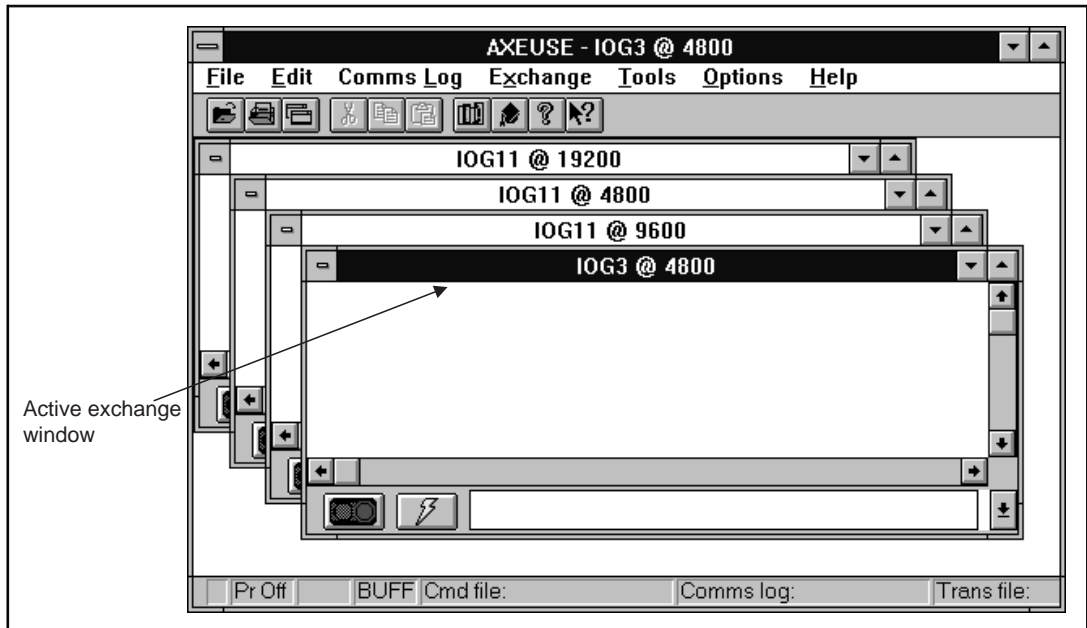 AXEUSE - IOG3 @ 4800
File Edit Comms Log Exchange Tools Options Help
IOG11 @ 19200
IOG11 @ 4800
IOG11 @ 9600
IOG3 @ 4800
Active exchange
window
Pr Off BUFF Cmd file: Comms log: Trans file: